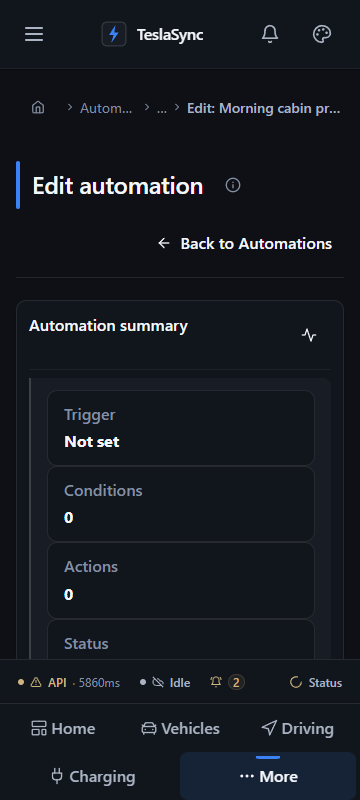 TeslaSync
Autom... ... Edit: Morning cabin pr...
Edit automation
Back to Automations
Automation summary
Trigger
Not set
Conditions
0
Actions
0
Status
API · 5860ms Idle 2 Status
Home Vehicles Driving
Charging More